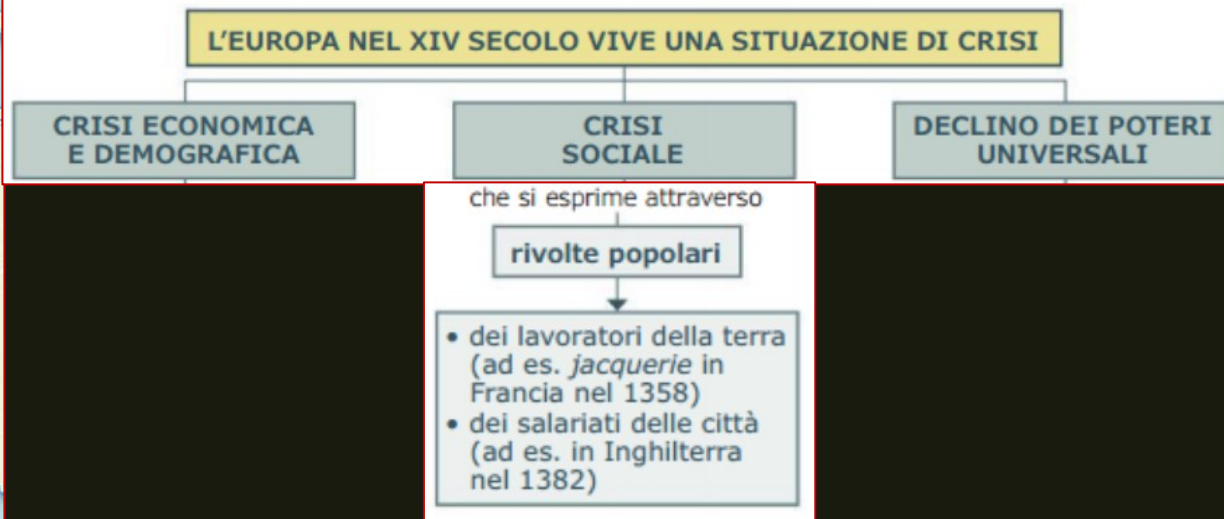 L'EUROPA NEL XIV SECOLO VIVE UNA SITUAZIONE DI CRISI
CRISI ECONOMICA
E DEMOGRAFICA
CRISI
SOCIALE
DECLINO DEI POTERI
UNIVERSALI
che si esprime attraverso
rivolte popolari
• dei lavoratori della terra
(ad es. jacquerie in
Francia nel 1358)
• dei salariati delle città
(ad es. in Inghilterra
nel 1382)